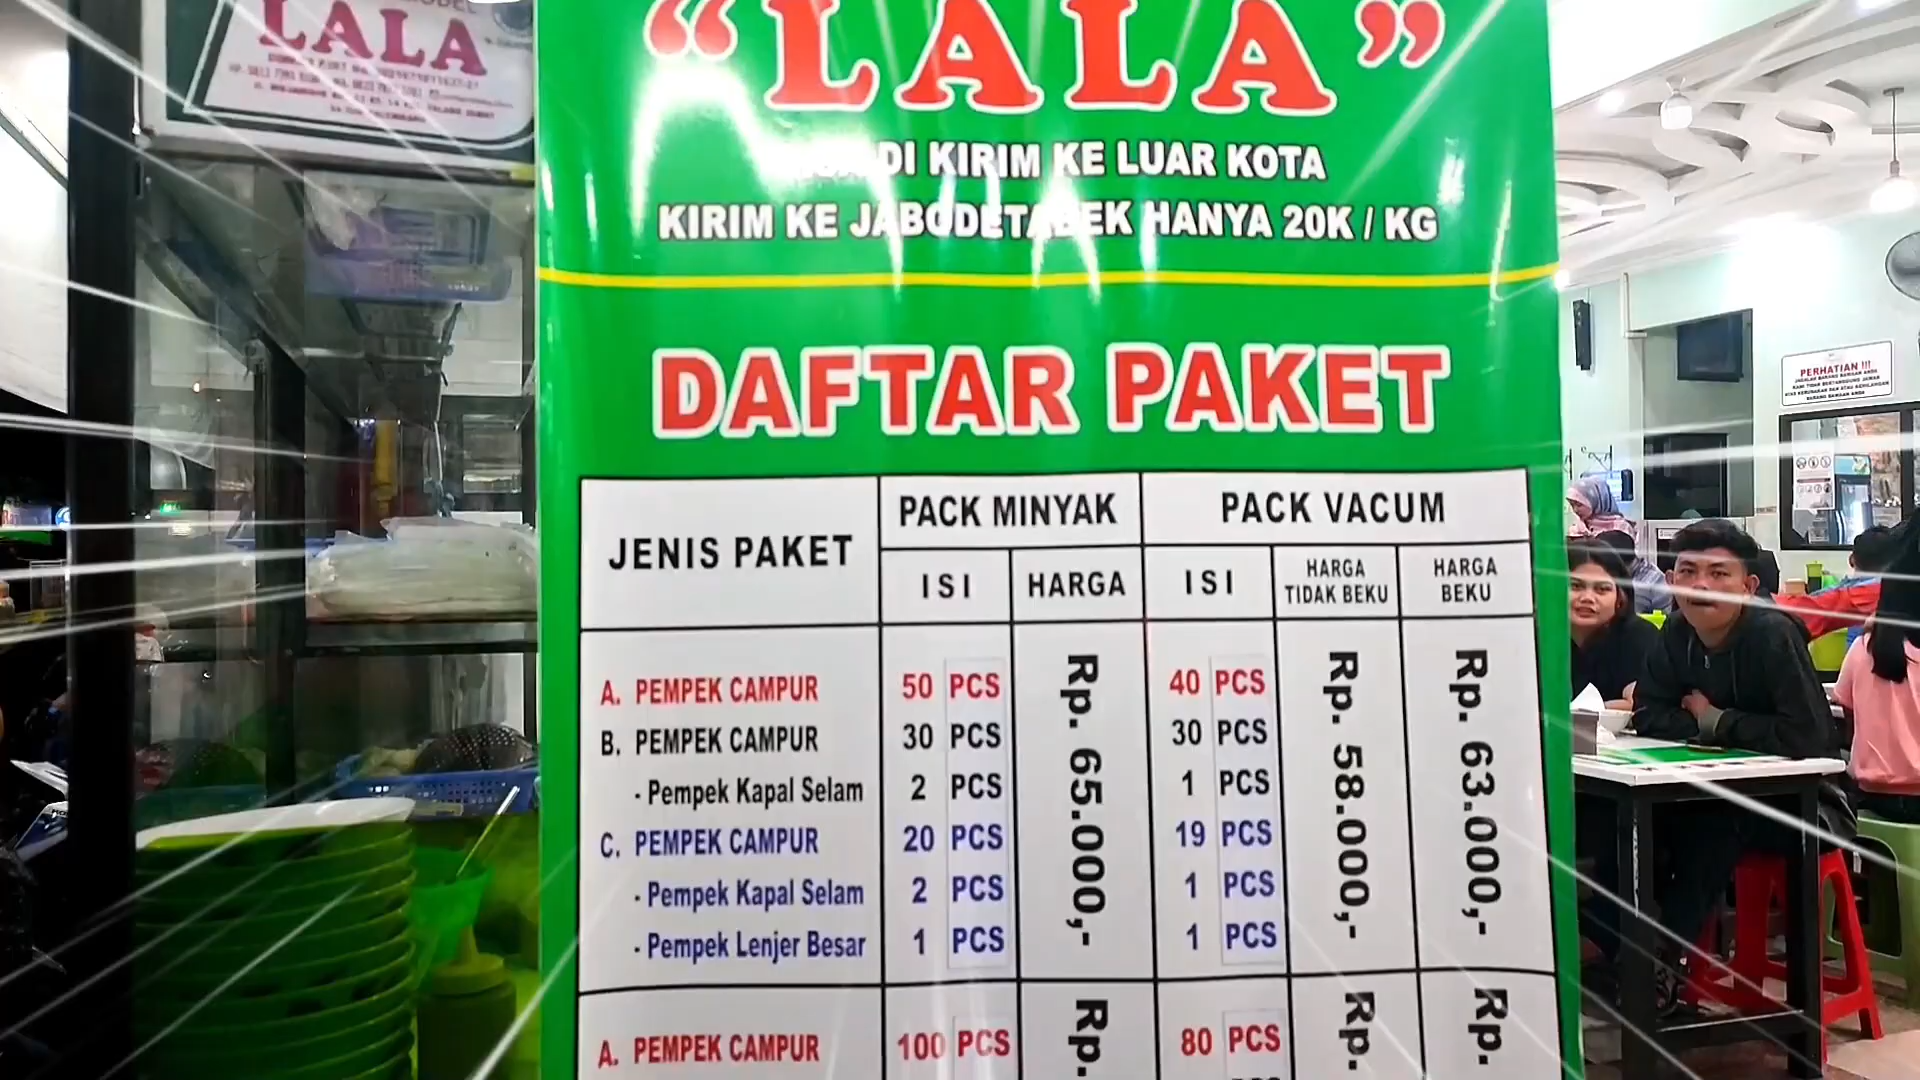 LALA
"LALA"
DI KIRIM KE LUAR KOTA
KIRIM KE JABODETABEK HANYA 20K / KG
DAFTAR PAKET
JENIS PAKET
PACK MINYAK
PACK VACUM
ISI
HARGA
ISI
HARGA TIDAK BEKU
HARGA BEKU
A. PEMPEK CAMPUR 50 PCS 40 PCS
B. PEMPEK CAMPUR 30 PCS 30 PCS
- Pempek Kapal Selam 2 PCS 1 PCS
C. PEMPEK CAMPUR 20 PCS 19 PCS
- Pempek Kapal Selam 2 PCS 1 PCS
- Pempek Lenjer Besar 1 PCS 1 PCS
Rp. 65.000,-
Rp. 58.000,-
Rp. 63.000,-
A. PEMPEK CAMPUR 100 PCS 80 PCS
Rp.
Rp.
Rp.
PERHATIAN !!!